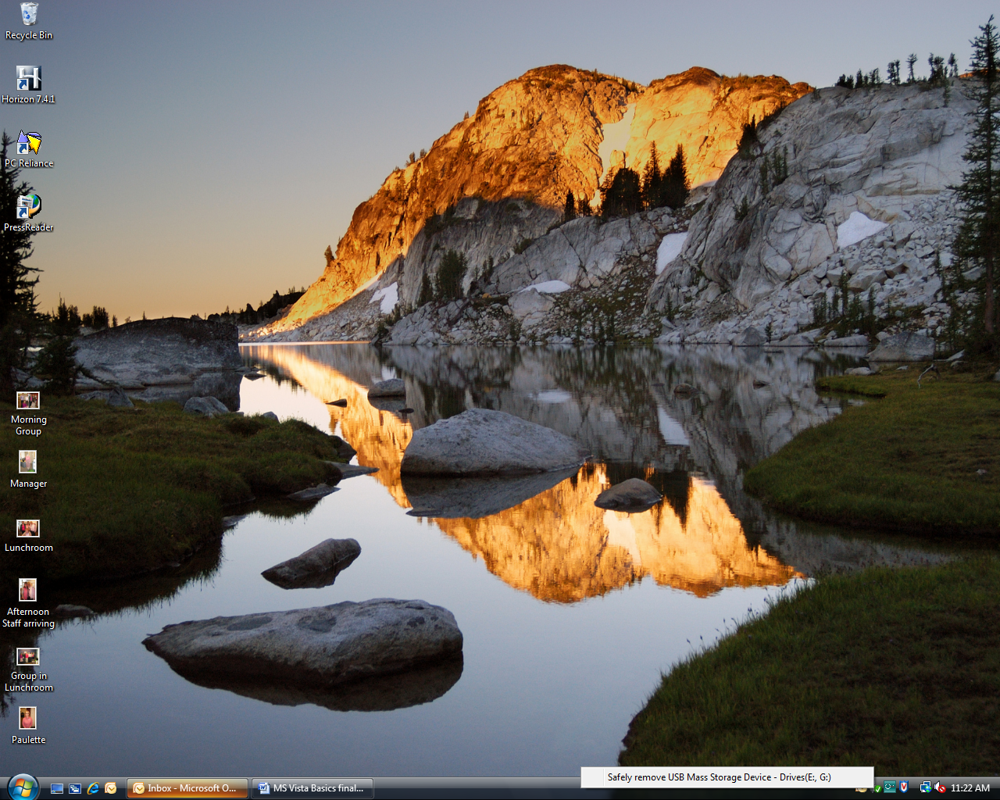 Recycle Bin
Horizon 7.4.1
PC Reliance
PressReader
Morning
Group
Manager
Lunchroom
Afternoon
Staff arriving
Group in
Lunchroom
Paulette
Safely remove USB Mass Storage Device - Drives(E:, G:)
Inbox - Microsoft O...
MS Vista Basics final...
11:22 AM